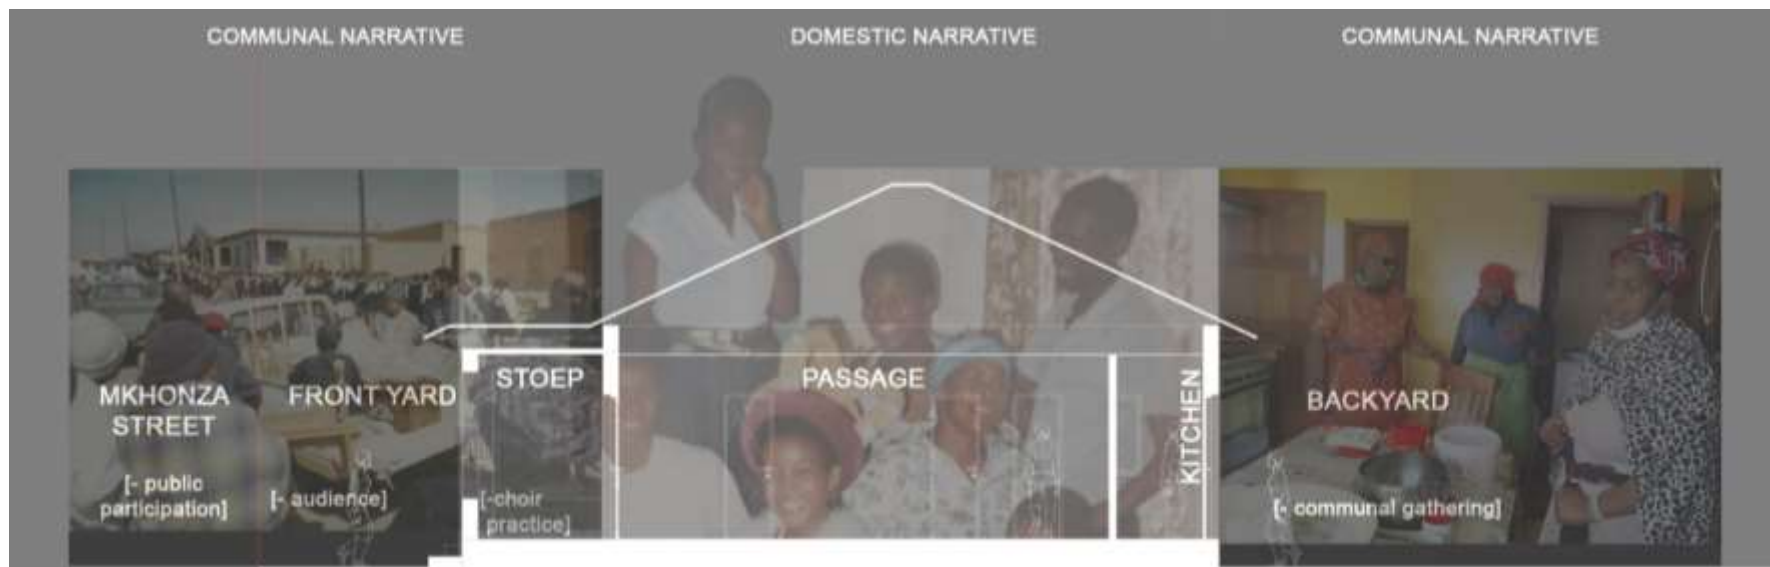 COMMUNAL NARRATIVE
DOMESTIC NARRATIVE
COMMUNAL NARRATIVE
MKHONZA
STREET
[- public
participation]
FRONT YARD
[- audience]
STOEP
[-choir
practice]
PASSAGE
KITCHEN
BACKYARD
[- communal gathering]